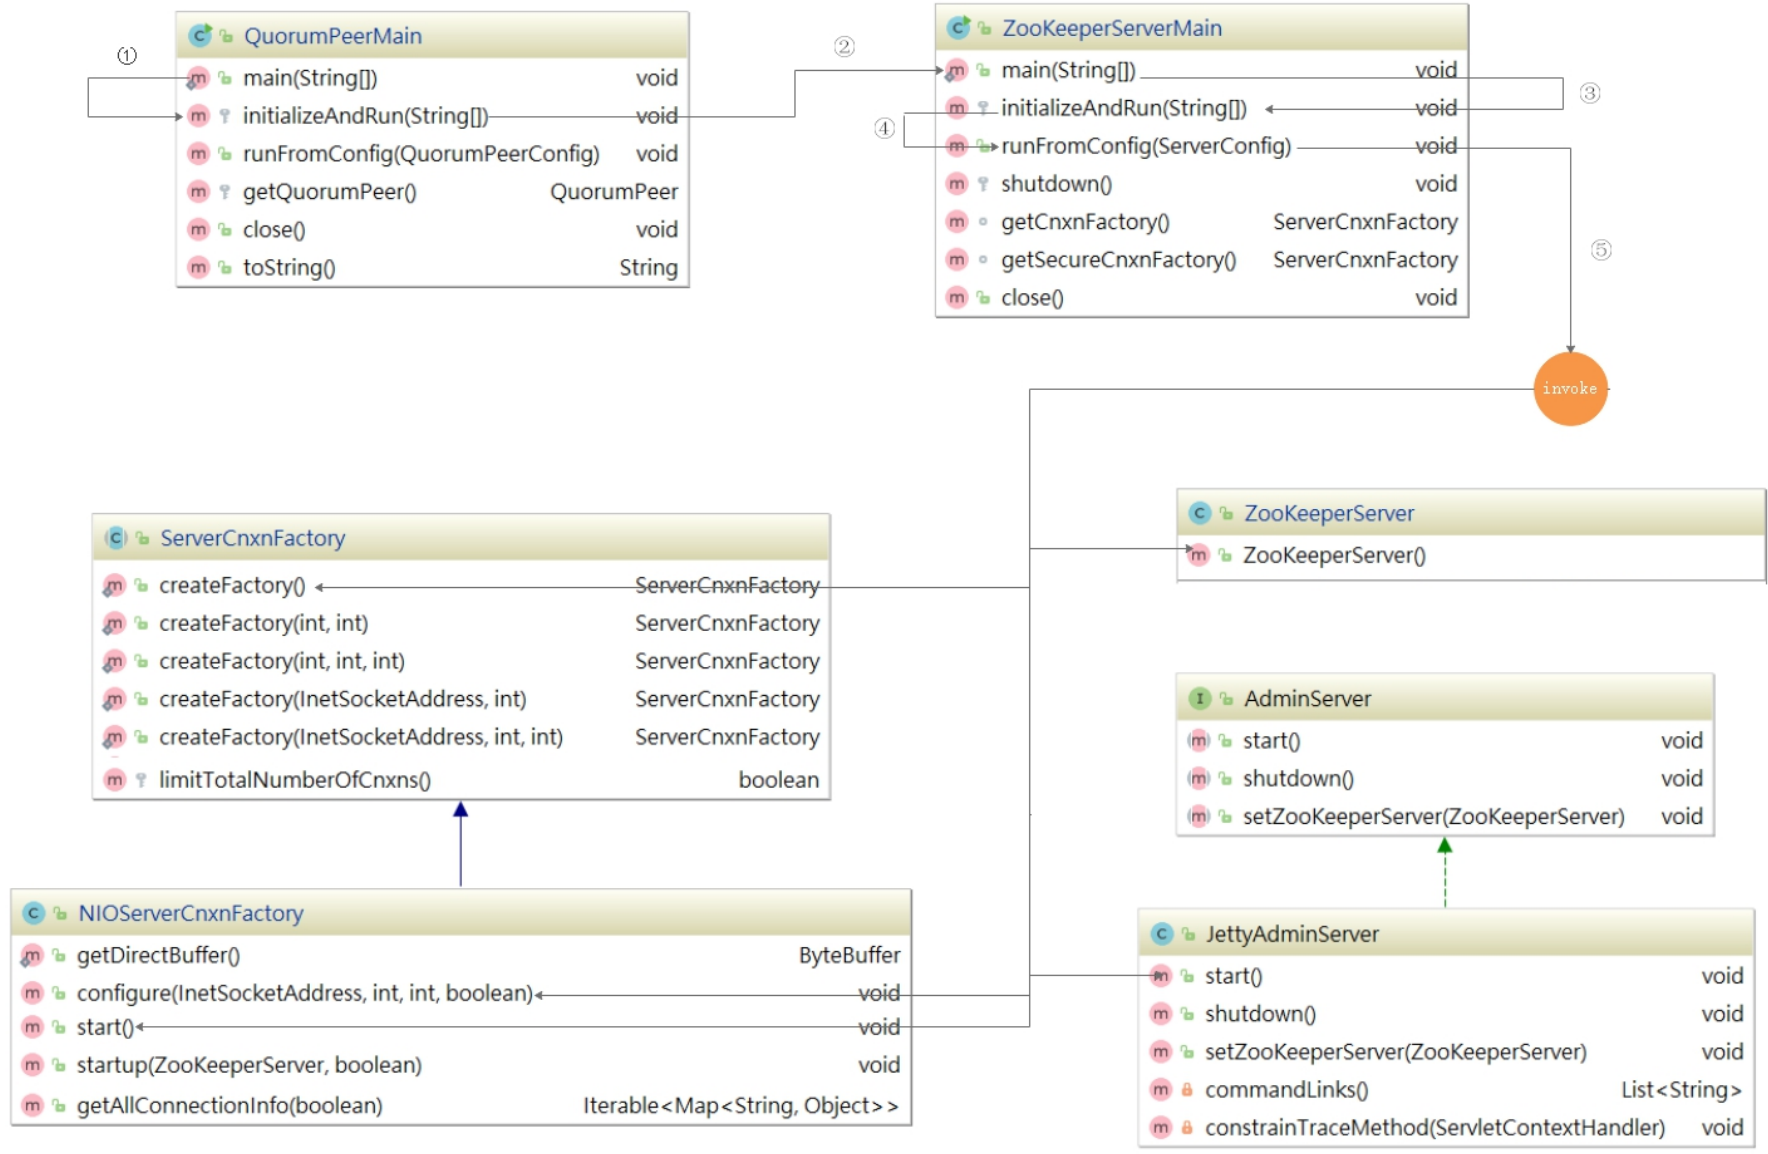 QuorumPeerMain
①
main(String[]) void
initializeAndRun(String[]) void
runFromConfig(QuorumPeerConfig) void
getQuorumPeer() QuorumPeer
close() void
toString() String
②
ZooKeeperServerMain
main(String[]) void
initializeAndRun(String[]) void
③
④
runFromConfig(ServerConfig) void
shutdown() void
getCnxnFactory() ServerCnxnFactory
getSecureCnxnFactory() ServerCnxnFactory
close() void
⑤
invoke
ServerCnxnFactory
createFactory() ServerCnxnFactory
createFactory(int, int) ServerCnxnFactory
createFactory(int, int, int) ServerCnxnFactory
createFactory(InetSocketAddress, int) ServerCnxnFactory
createFactory(InetSocketAddress, int, int) ServerCnxnFactory
limitTotalNumberOfCnxns() boolean
ZooKeeperServer
ZooKeeperServer()
AdminServer
start() void
shutdown() void
setZooKeeperServer(ZooKeeperServer) void
NIOServerCnxnFactory
getDirectBuffer() ByteBuffer
configure(InetSocketAddress, int, int, boolean) void
start() void
startup(ZooKeeperServer, boolean) void
getAllConnectionInfo(boolean) Iterable<Map<String, Object>>
JettyAdminServer
start() void
shutdown() void
setZooKeeperServer(ZooKeeperServer) void
commandLinks() List<String>
constrainTraceMethod(ServletContextHandler) void